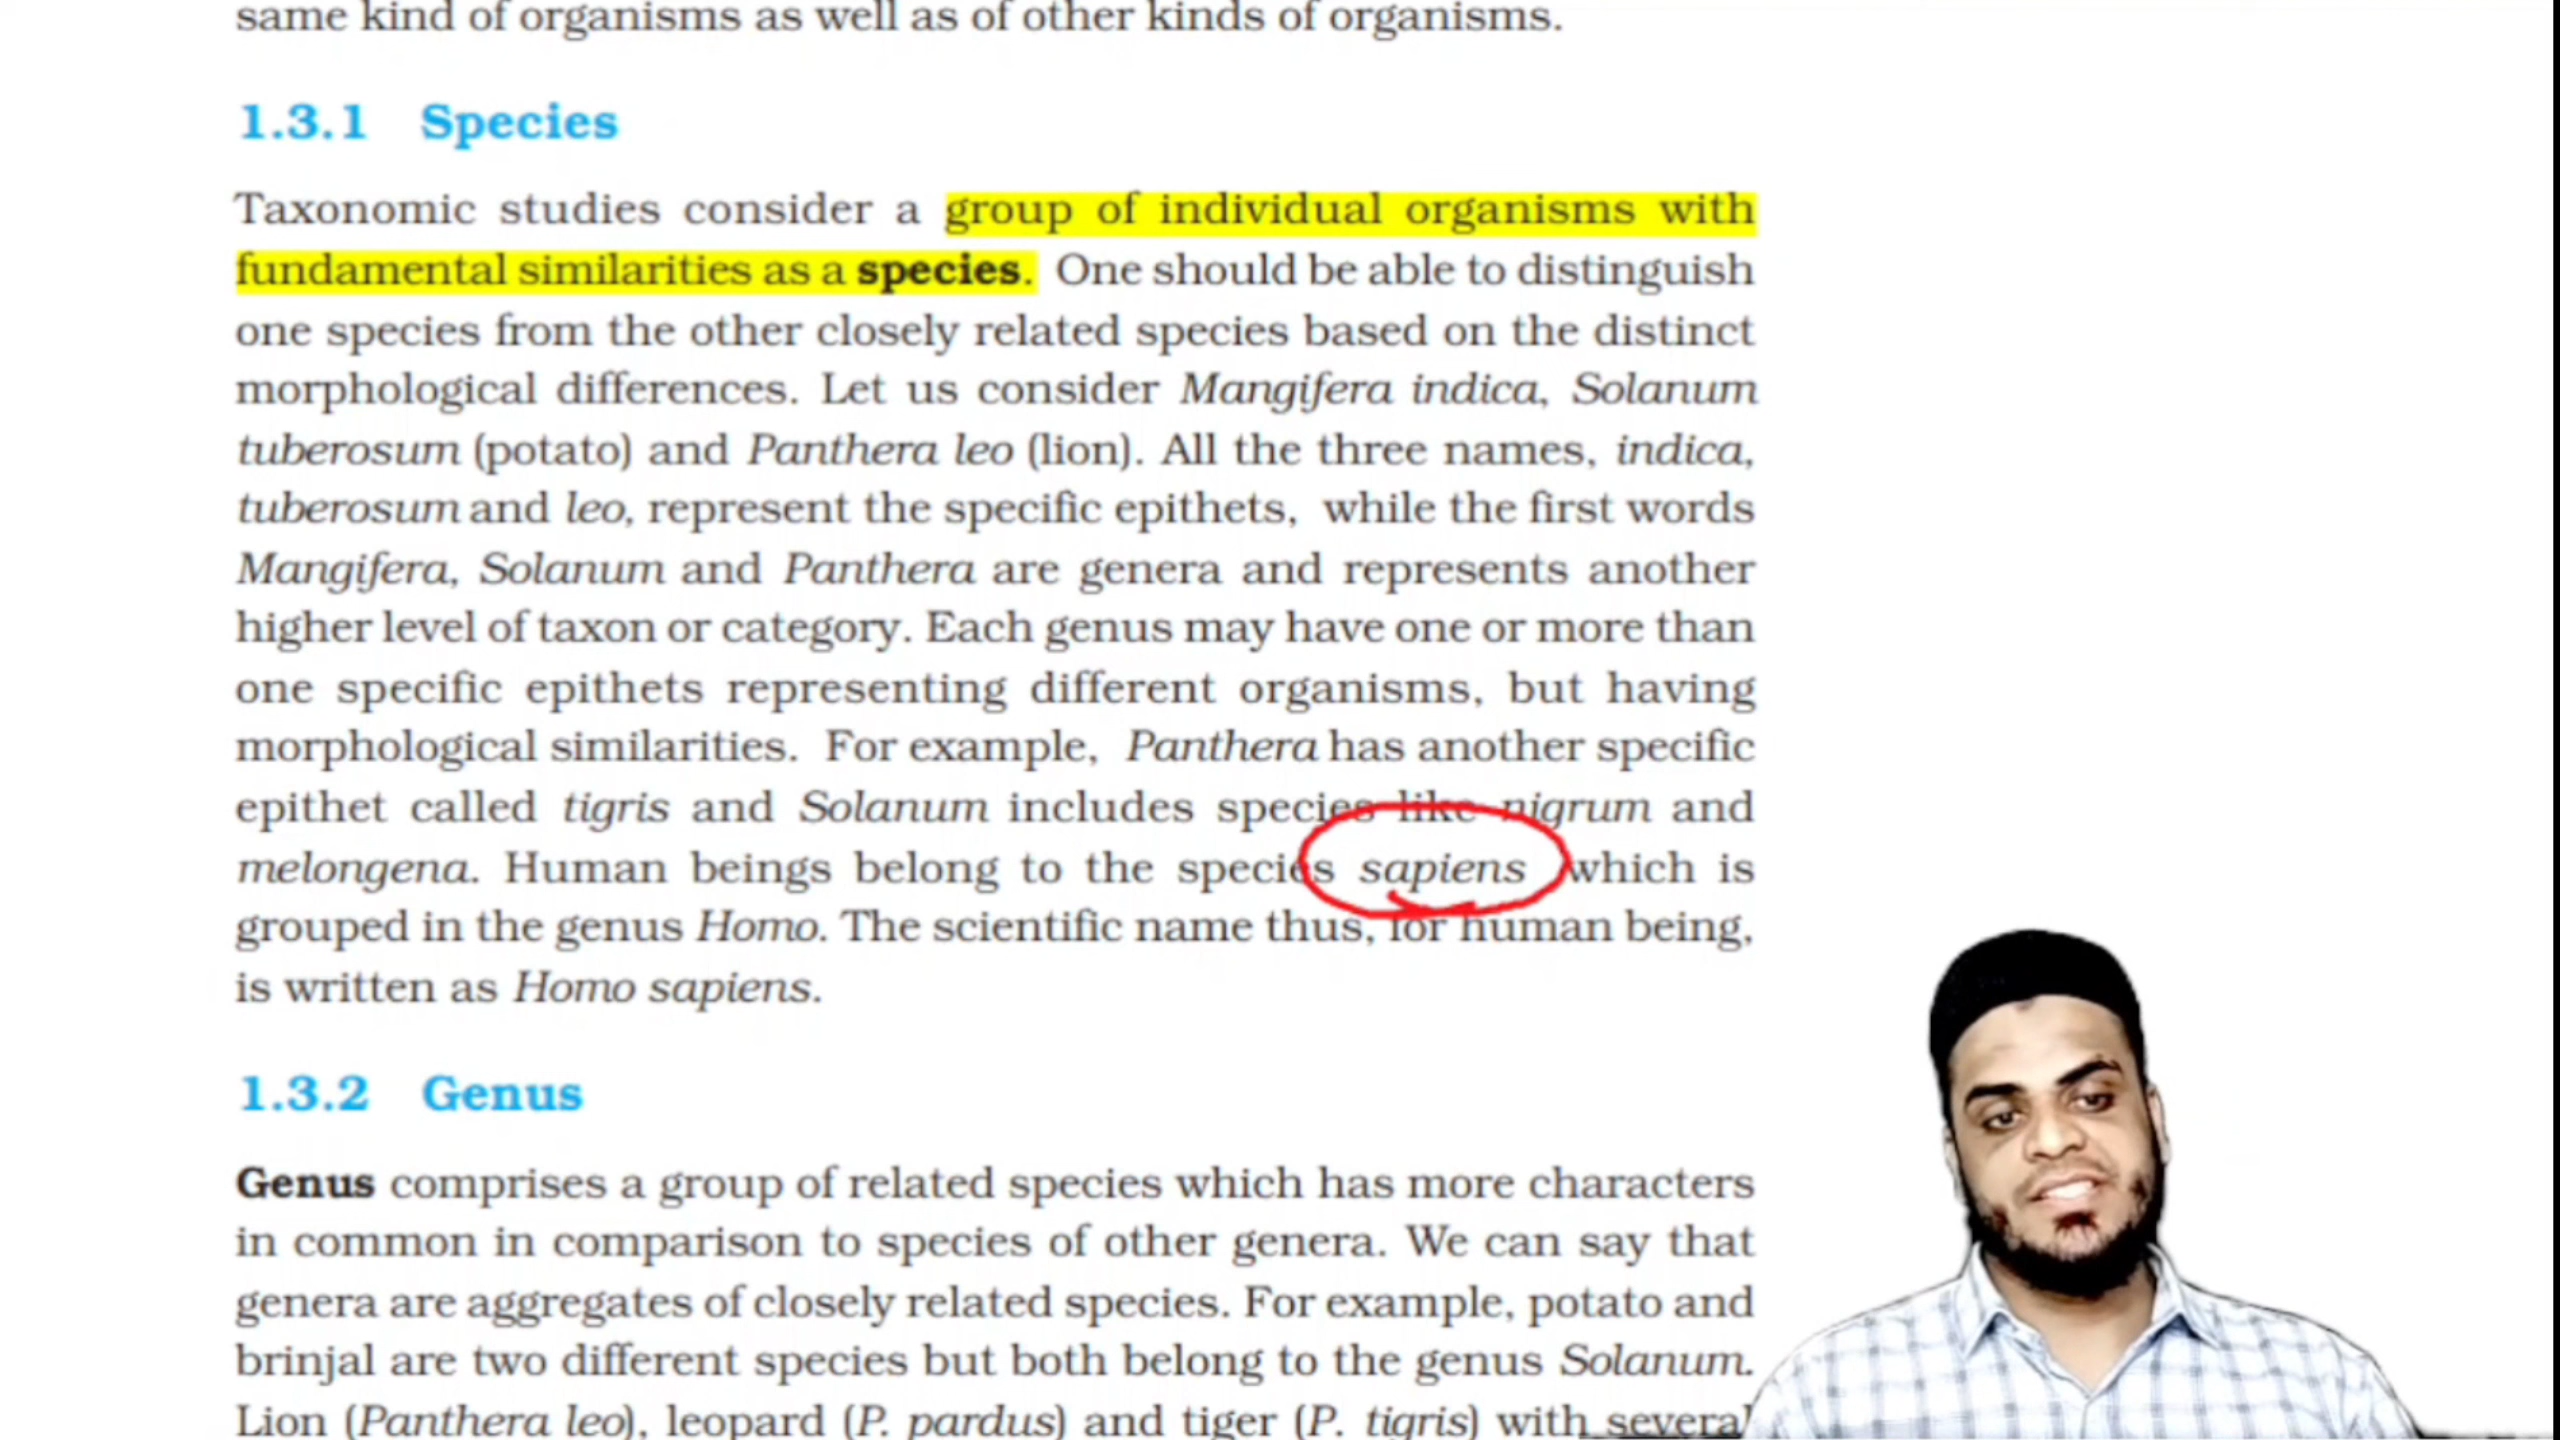 same kind of organisms as well as of other kinds of organisms.
1.3.1 Species
Taxonomic studies consider a group of individual organisms with
fundamental similarities as a species. One should be able to distinguish
one species from the other closely related species based on the distinct
morphological differences. Let us consider Mangifera indica, Solanum
tuberosum (potato) and Panthera leo (lion). All the three names, indica,
tuberosum and leo, represent the specific epithets, while the first words
Mangifera, Solanum and Panthera are genera and represents another
higher level of taxon or category. Each genus may have one or more than
one specific epithets representing different organisms, but having
morphological similarities. For example, Panthera has another specific
epithet called tigris and Solanum includes species like nigrum and
melongena. Human beings belong to the species sapiens which is
grouped in the genus Homo. The scientific name thus, for human being,
is written as Homo sapiens.
1.3.2 Genus
Genus comprises a group of related species which has more characters
in common in comparison to species of other genera. We can say that
genera are aggregates of closely related species. For example, potato and
brinjal are two different species but both belong to the genus Solanum.
Lion (Panthera leo), leopard (P. pardus) and tiger (P. tigris) with several